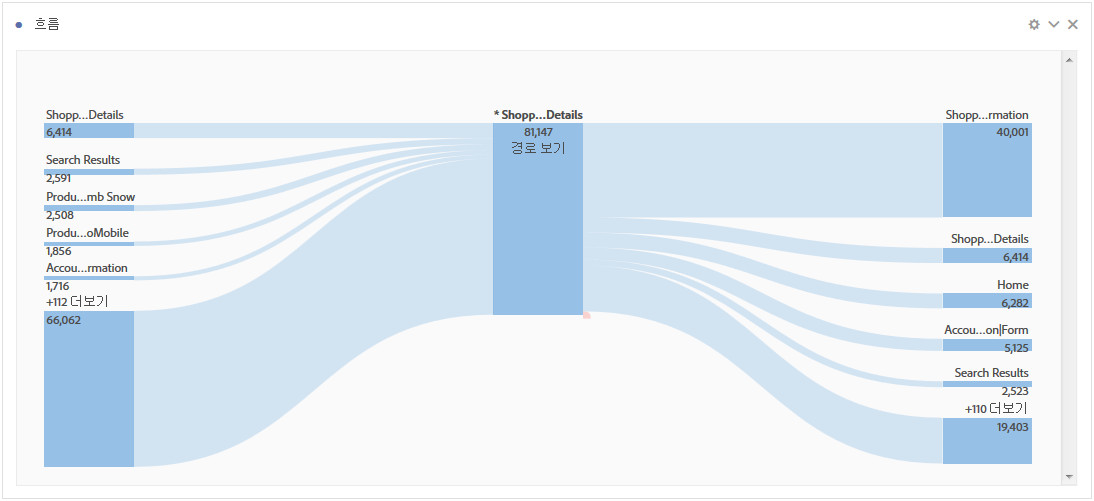 흐름
Shopp...Details
6,414
Search Results
2,591
Produ...mb Snow
2,508
Produ...oMobile
1,856
Accou...rmation
1,716
+112 더보기
66,062
* Shopp...Details
81,147
경로 보기
Shopp...rmation
40,001
Shopp...Details
6,414
Home
6,282
Accou...on|Form
5,125
Search Results
2,523
+110 더보기
19,403